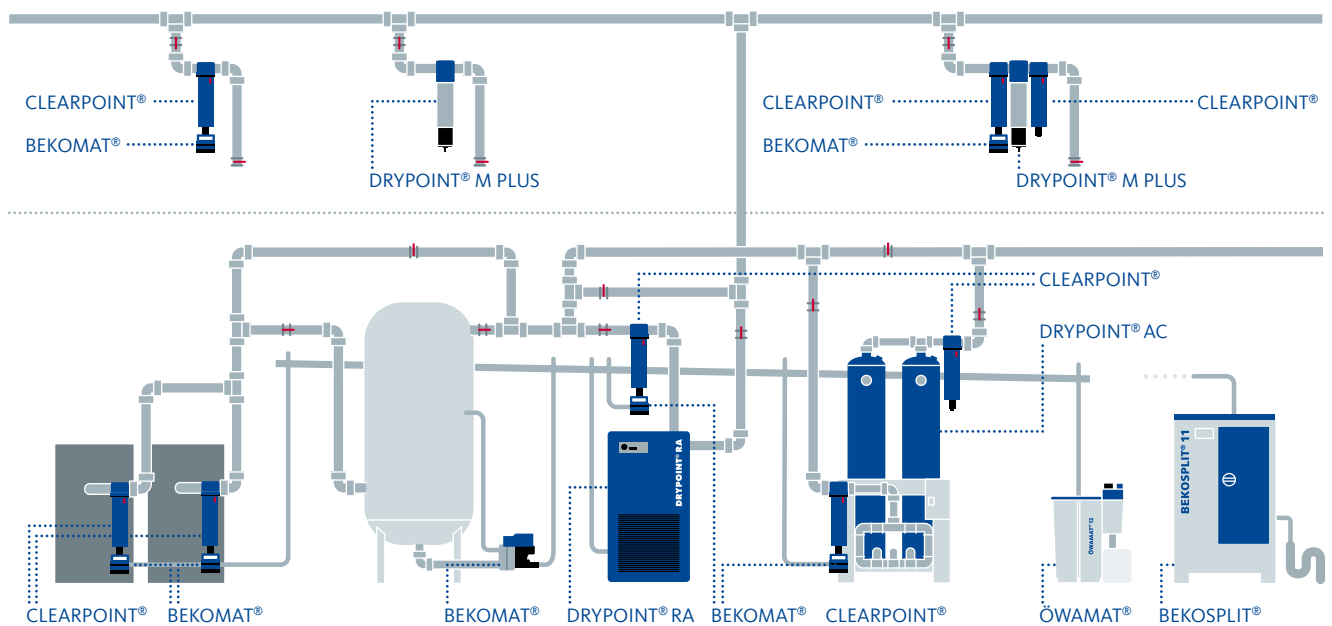 CLEARPOINT®
BEKOMAT®
DRYPOINT® M PLUS
CLEARPOINT®
CLEARPOINT®
BEKOMAT®
DRYPOINT® M PLUS
CLEARPOINT®
DRYPOINT® AC
DRYPOINT® RA
BEKOSPLIT® 11
ÖWAMAT® 12
CLEARPOINT®
BEKOMAT®
BEKOMAT®
DRYPOINT® RA
BEKOMAT®
CLEARPOINT®
ÖWAMAT®
BEKOSPLIT®